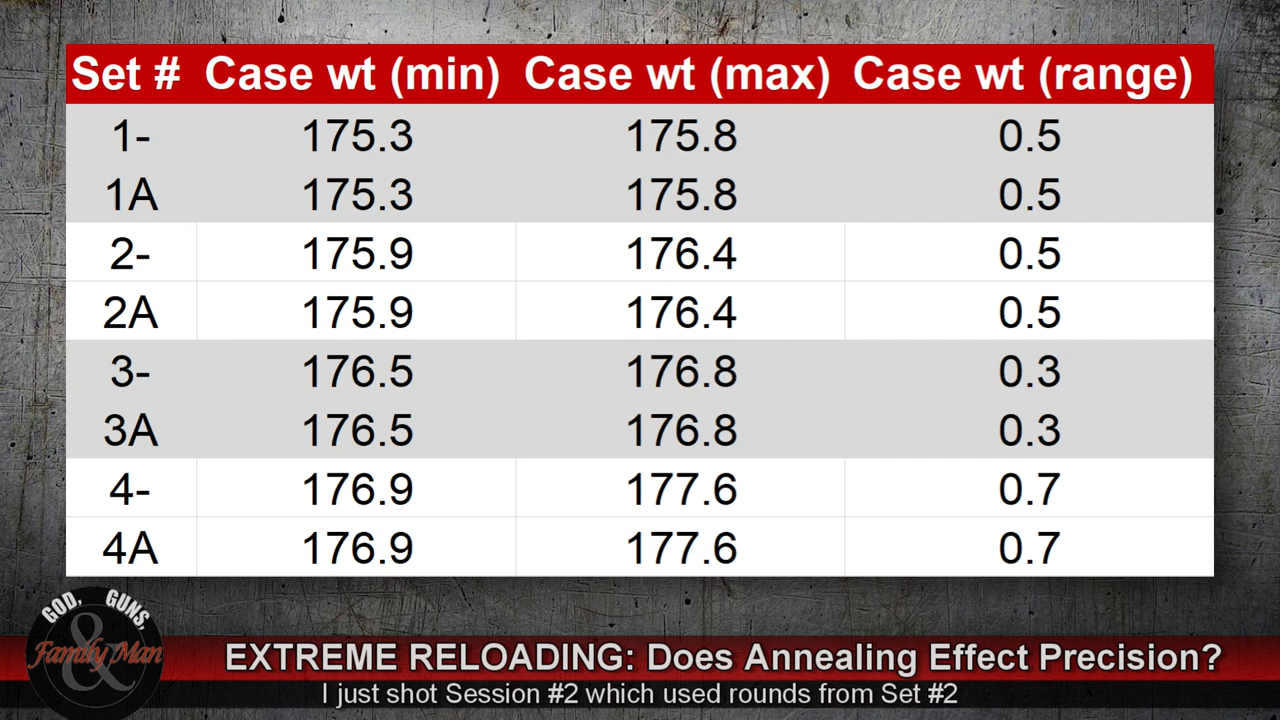 Set # Case wt (min) Case wt (max) Case wt (range)
1- 175.3 175.8 0.5
1A 175.3 175.8 0.5
2- 175.9 176.4 0.5
2A 175.9 176.4 0.5
3- 176.5 176.8 0.3
3A 176.5 176.8 0.3
4- 176.9 177.6 0.7
4A 176.9 177.6 0.7
GOD, GUNS,
&
Family Man
EXTREME RELOADING: Does Annealing Effect Precision?
I just shot Session #2 which used rounds from Set #2